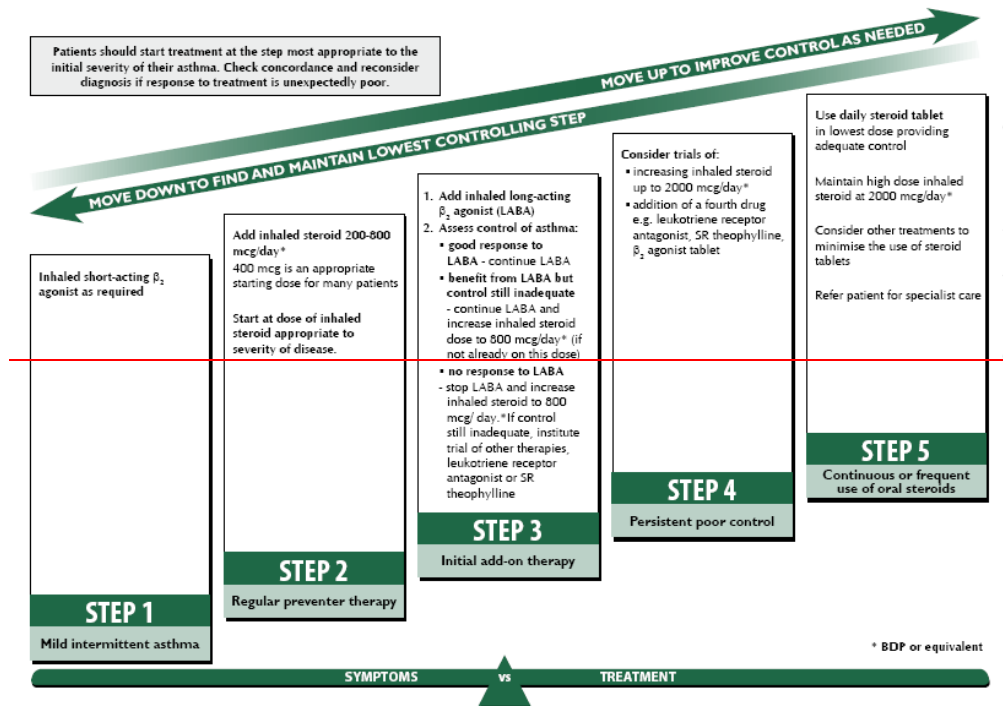 Patients should start treatment at the step most appropriate to the
initial severity of their asthma. Check concordance and reconsider
diagnosis if response to treatment is unexpectedly poor.
MOVE UP TO IMPROVE CONTROL AS NEEDED
MOVE DOWN TO FIND AND MAINTAIN LOWEST CONTROLLING STEP
Inhaled short-acting β2
agonist as required
STEP 1
Mild intermittent asthma
Add inhaled steroid 200-800
mcg/day*
400 mcg is an appropriate
starting dose for many patients
Start at dose of inhaled
steroid appropriate to
severity of disease.
STEP 2
Regular preventer therapy
1. Add inhaled long-acting
β2 agonist (LABA)
2. Assess control of asthma:
▪ good response to
LABA - continue LABA
▪ benefit from LABA but
control still inadequate
- continue LABA and
increase inhaled steroid
dose to 800 mcg/day* (if
not already on this dose)
▪ no response to LABA
- stop LABA and increase
inhaled steroid to 800
mcg/ day.*If control
still inadequate, institute
trial of other therapies,
leukotriene receptor
antagonist or SR
theophylline
STEP 3
Initial add-on therapy
Consider trials of:
▪ increasing inhaled steroid
up to 2000 mcg/day*
▪ addition of a fourth drug
e.g. leukotriene receptor
antagonist, SR theophylline,
β2 agonist tablet
STEP 4
Persistent poor control
Use daily steroid tablet
in lowest dose providing
adequate control
Maintain high dose inhaled
steroid at 2000 mcg/day*
Consider other treatments to
minimise the use of steroid
tablets
Refer patient for specialist care
STEP 5
Continuous or frequent
use of oral steroids
* BDP or equivalent
SYMPTOMS vs TREATMENT